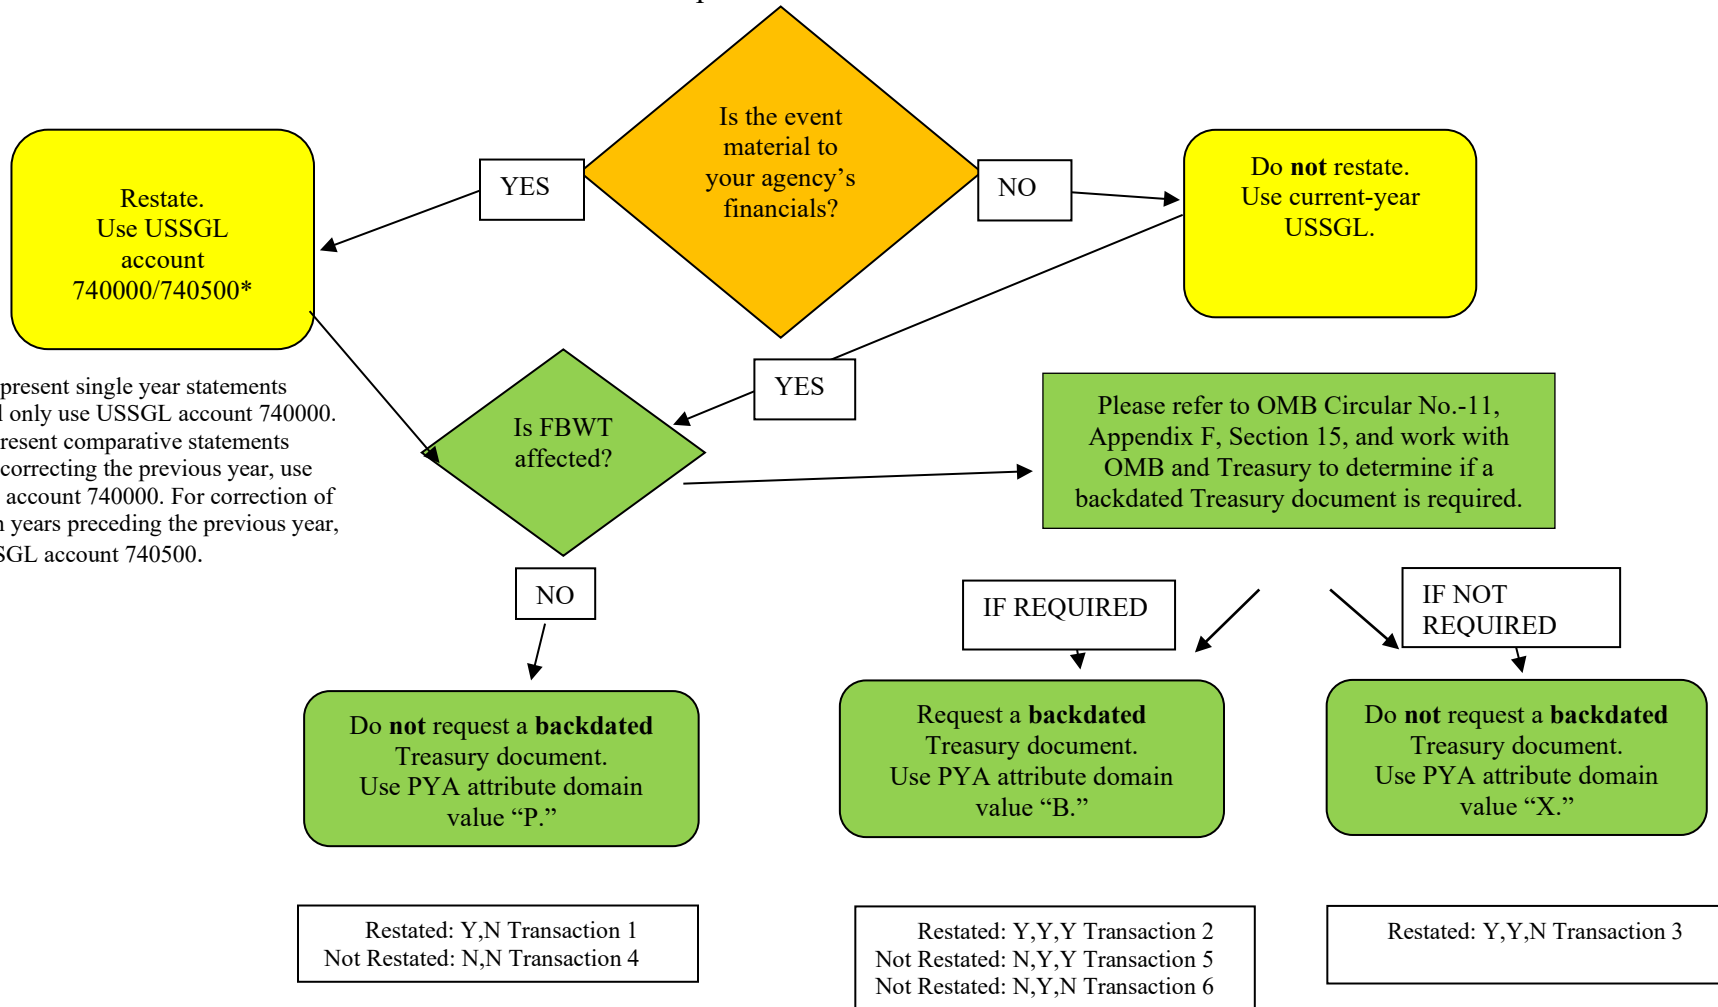 Is the event
material to
your agency's
financials?
YES
NO
Restate.
Use USSGL
account
740000/740500*
Do not restate.
Use current-year
USSGL.
present single year statements
only use USSGL account 740000.
present comparative statements
correcting the previous year, use
account 740000. For correction of
years preceding the previous year,
account 740500.
YES
Is FBWT
affected?
Please refer to OMB Circular No.-11,
Appendix F, Section 15, and work with
OMB and Treasury to determine if a
backdated Treasury document is required.
NO
IF REQUIRED
IF NOT
REQUIRED
Do not request a backdated
Treasury document.
Use PYA attribute domain
value “P.”
Request a backdated
Treasury document.
Use PYA attribute domain
value “B.”
Do not request a backdated
Treasury document.
Use PYA attribute domain
value “X.”
Restated: Y,N Transaction 1
Not Restated: N,N Transaction 4
Restated: Y,Y,Y Transaction 2
Not Restated: N,Y,Y Transaction 5
Not Restated: N,Y,N Transaction 6
Restated: Y,Y,N Transaction 3